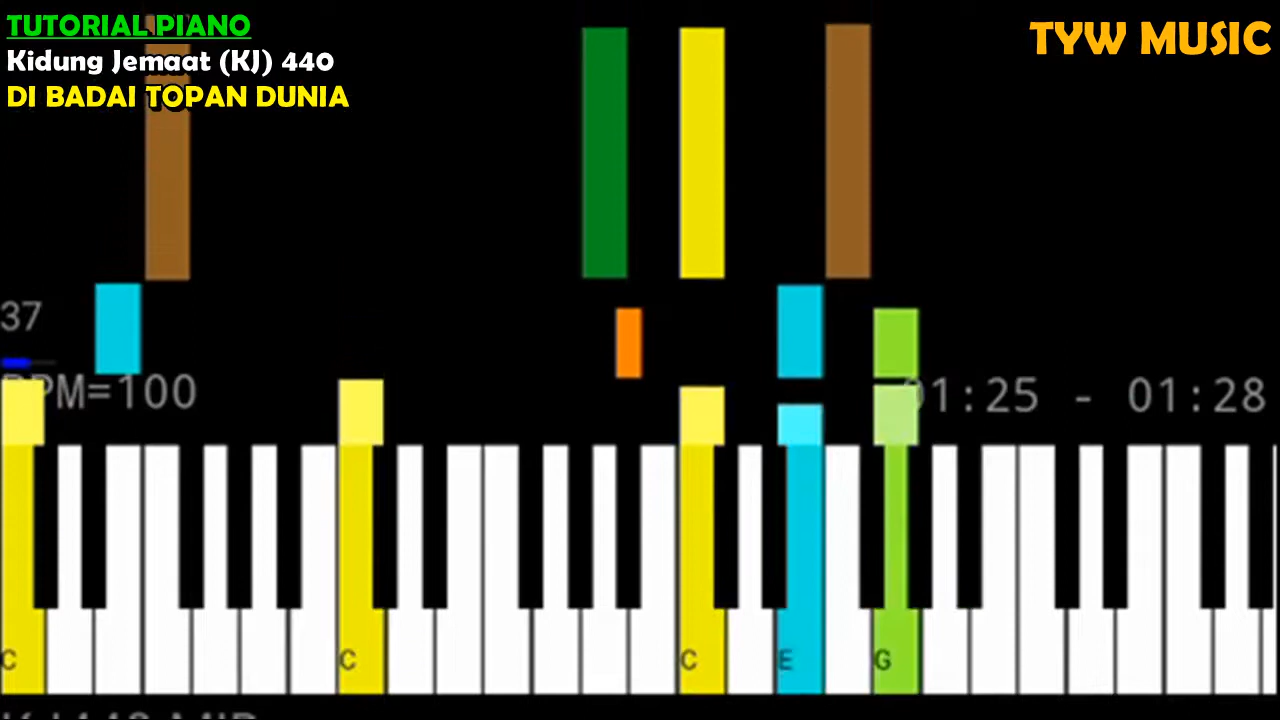 TUTORIAL PIANO
TYW MUSIC
Kidung Jemaat (KJ) 440
DI BADAI TOPAN DUNIA
37
BPM=100
01:25 - 01:28
C
C
C
E
G